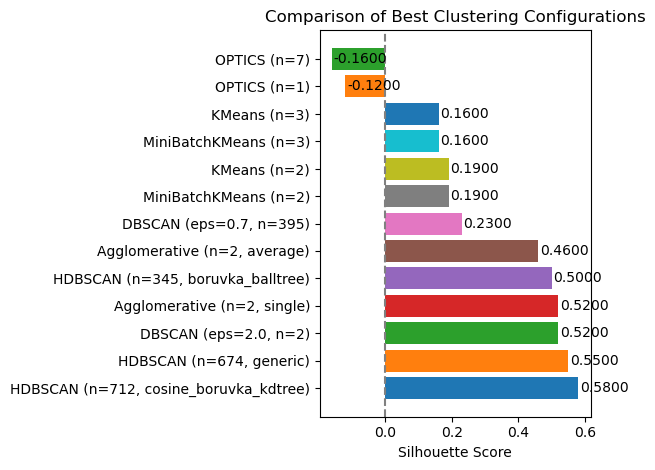 Comparison of Best Clustering Configurations
OPTICS (n=7)
-0.1600
OPTICS (n=1)
-0.1200
KMeans (n=3)
0.1600
MiniBatchKMeans (n=3)
0.1600
KMeans (n=2)
0.1900
MiniBatchKMeans (n=2)
0.1900
DBSCAN (eps=0.7, n=395)
0.2300
Agglomerative (n=2, average)
0.4600
HDBSCAN (n=345, boruvka_balltree)
0.5000
Agglomerative (n=2, single)
0.5200
DBSCAN (eps=2.0, n=2)
0.5200
HDBSCAN (n=674, generic)
0.5500
HDBSCAN (n=712, cosine_boruvka_kdtree)
0.5800
0.0 0.2 0.4 0.6
Silhouette Score